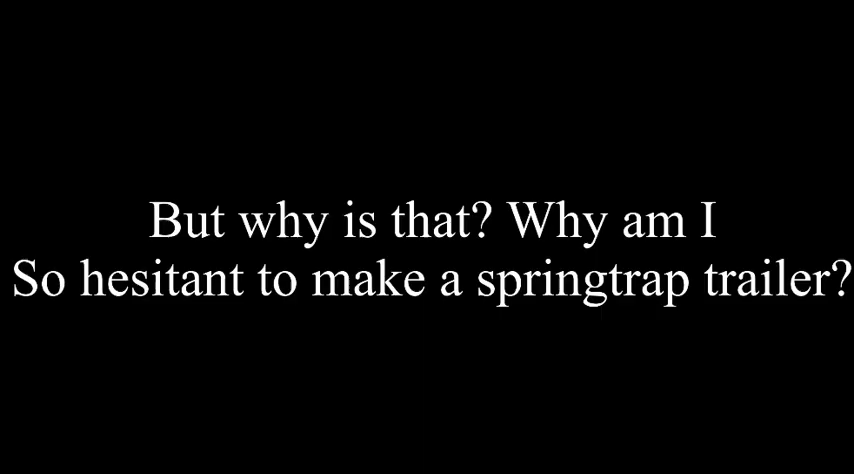 But why is that? Why am I
So hesitant to make a springtrap trailer?